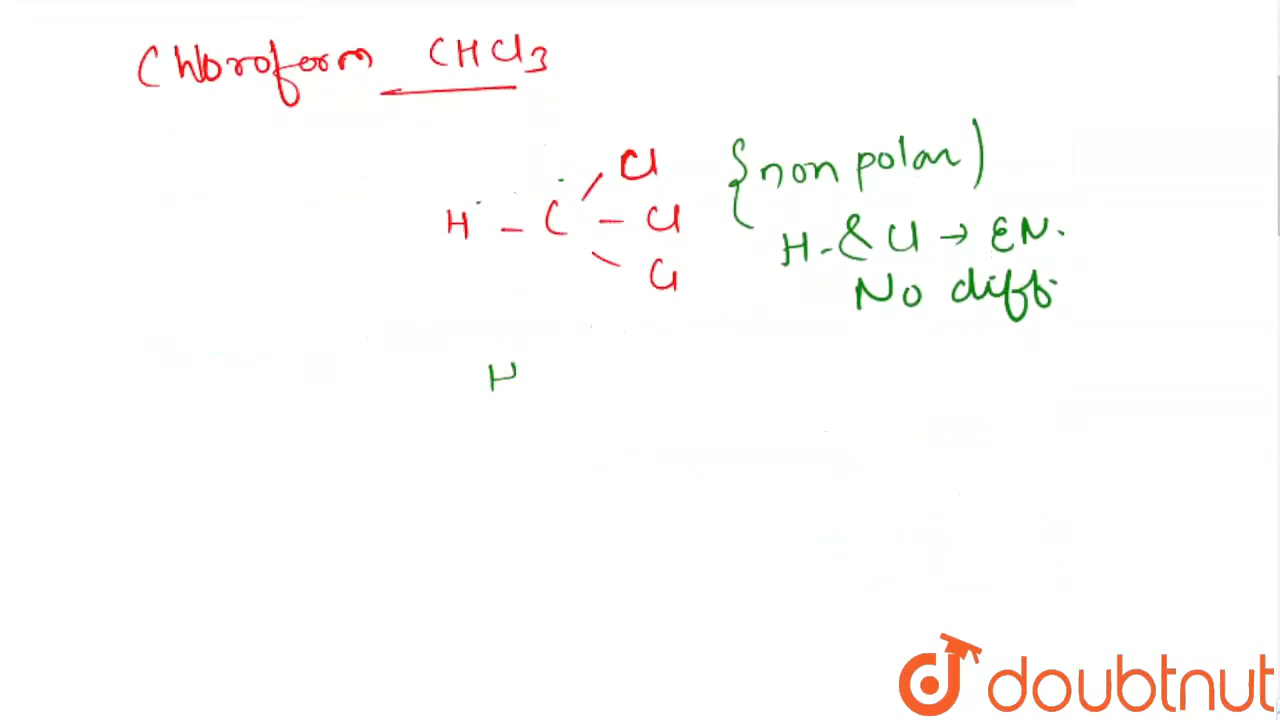 Chloroform CHCl3
Cl
H - C - Cl
Cl
{non polar)
H & Cl → EN.
No diff.
H
doubtnut